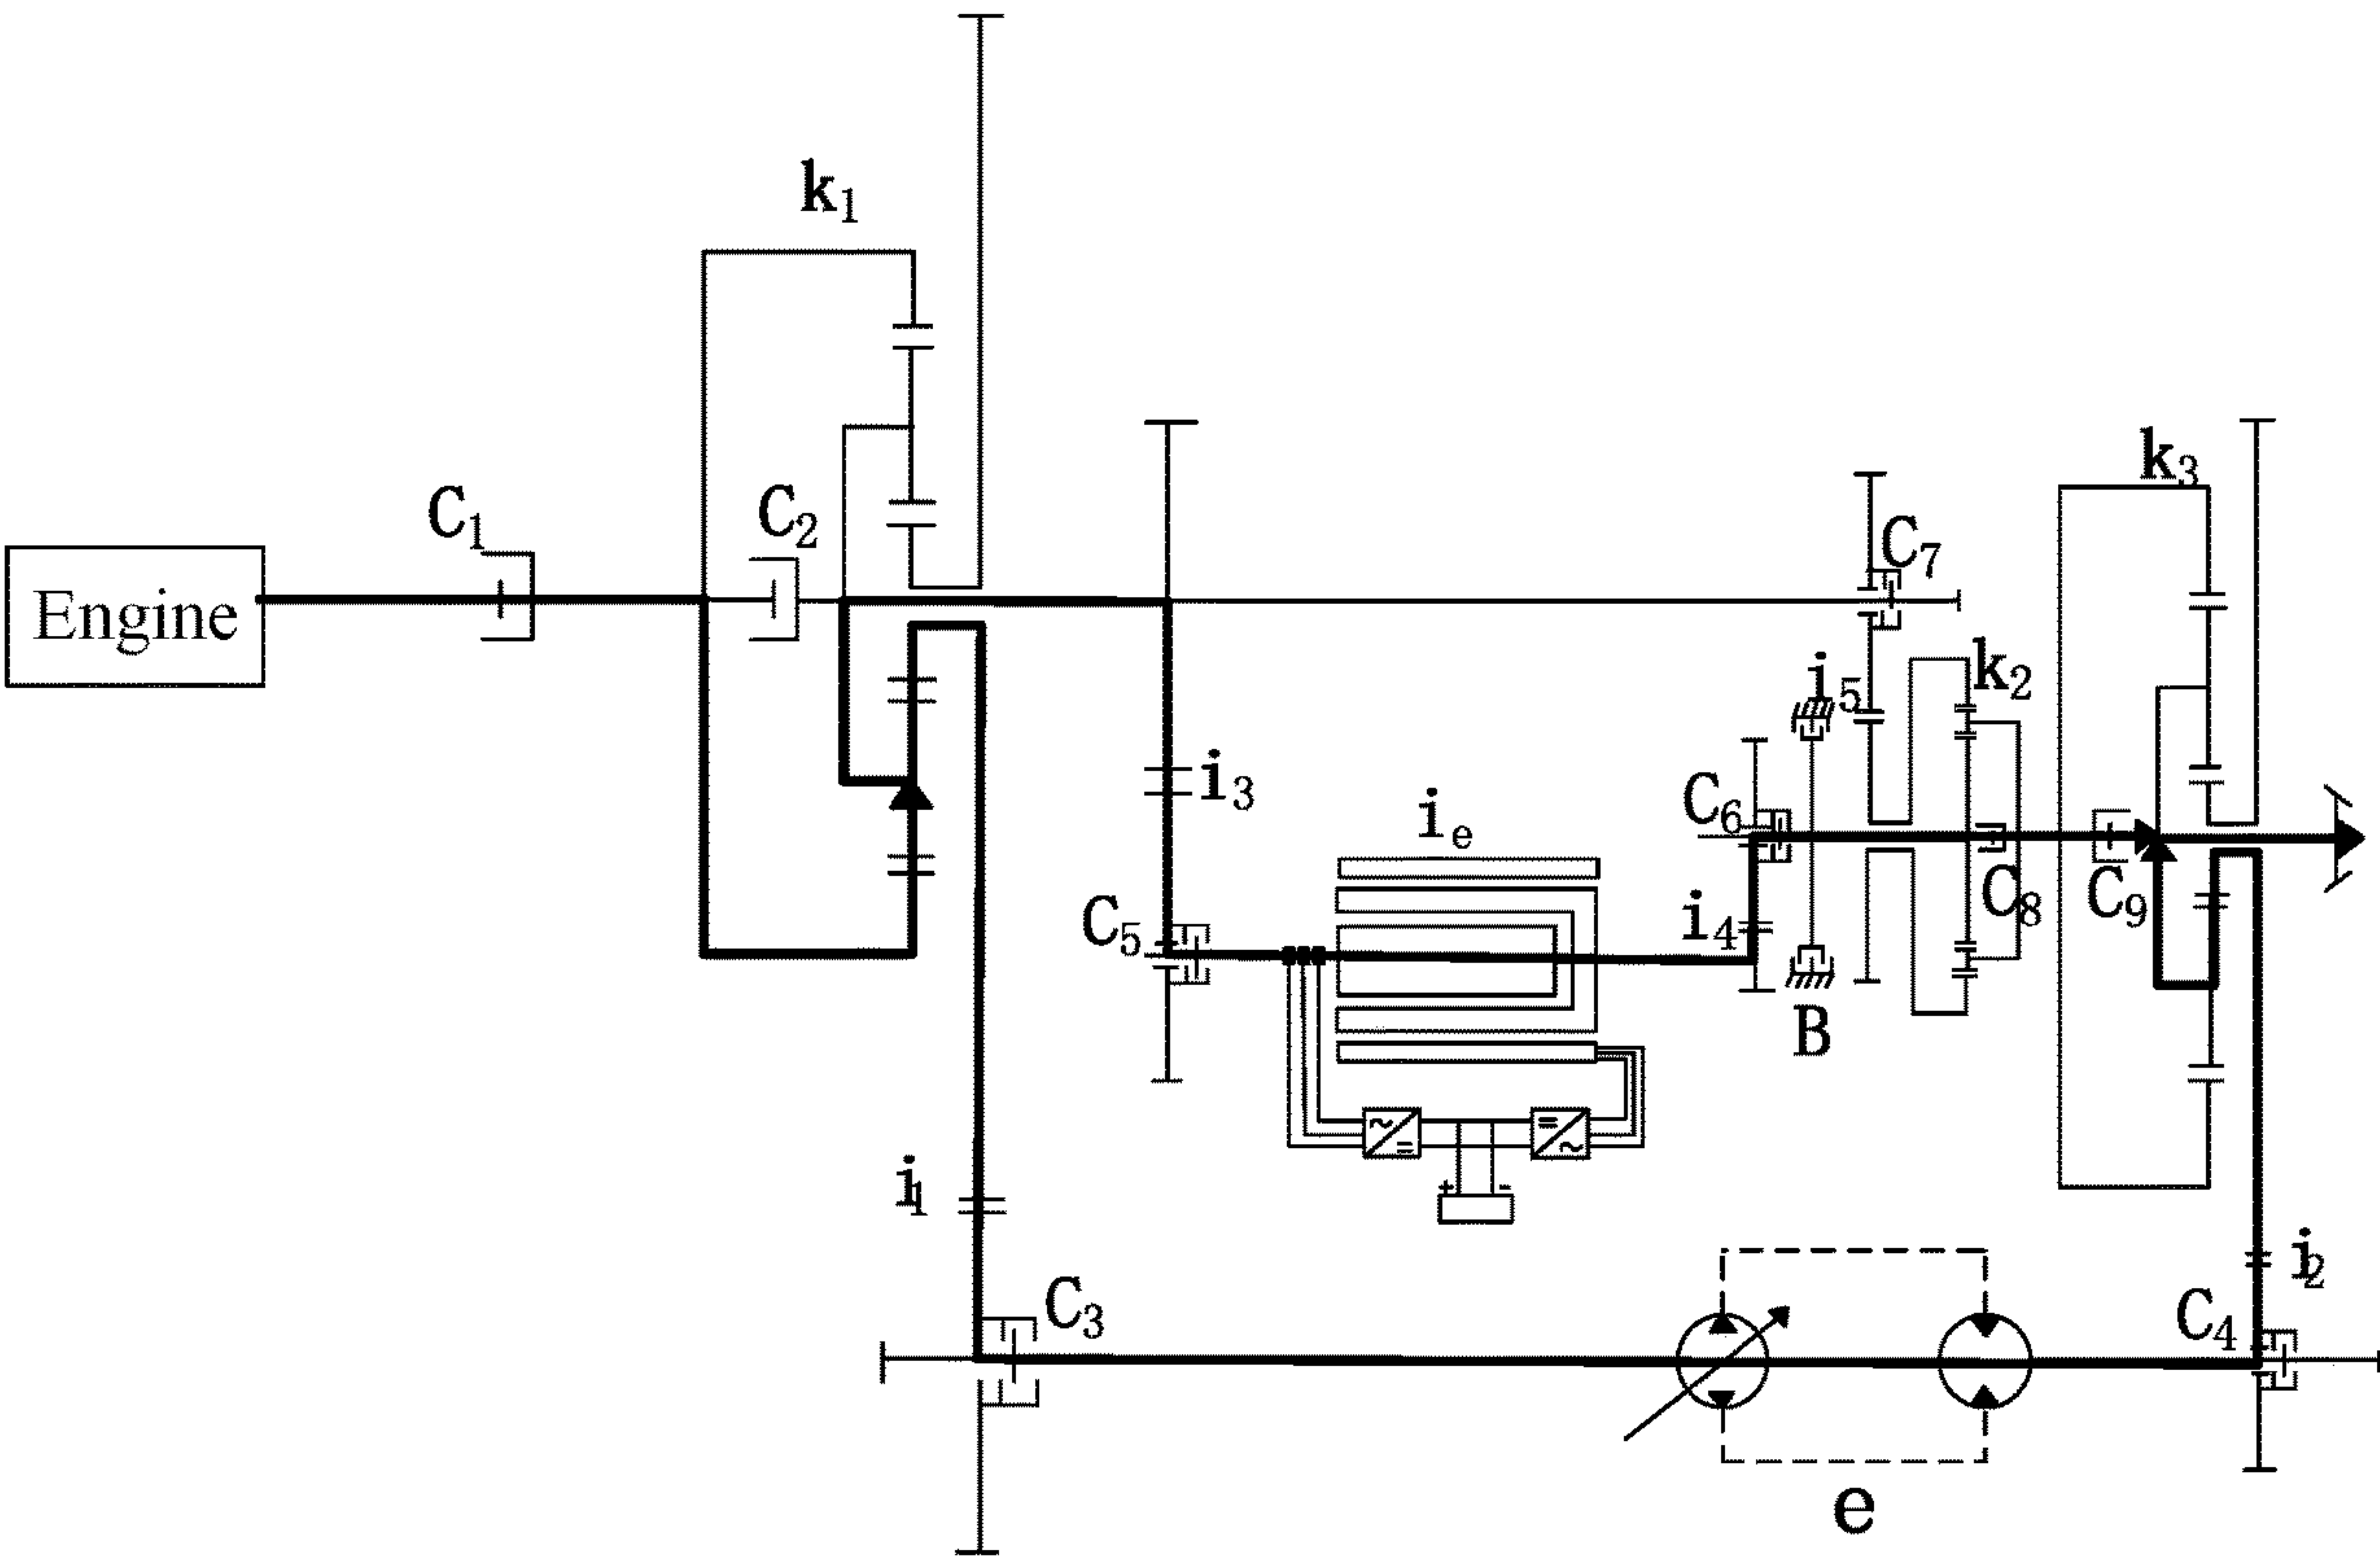 k₁
k₃
C₁
C₂
C₇
Engine
i₅
k₂
i₃
C₆
iₑ
C₈
C₉
C₅
i₄
B
i₁
+ -
i₂
C₃
C₄
e